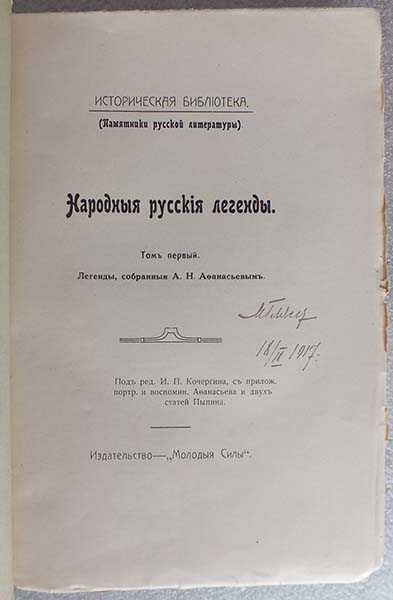 ИСТОРИЧЕСКАЯ БИБЛІОТЕКА.
(Памятники русской литературы).
Народныя русскія легенды.
Томъ первый.
Легенды, собранныя А. Н. Аѳанасьевымъ.
18/II 1917.
Подъ ред. И. П. Кочергина, съ прилож.
портр. и воспомин. Аѳанасьева и двухъ
статей Пыпина.
Издательство—„Молодыя Силы“.